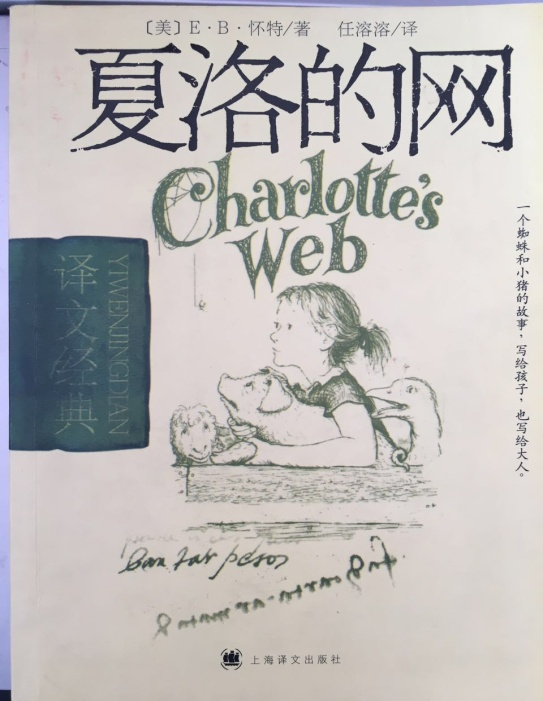 〔美〕E·B·怀特/著 任溶溶/译
夏洛的网
Charlotte's
Web
一个蜘蛛和小猪的故事，写给孩子，也写给大人。
译文经典
YIWENJINGDIAN
上海译文出版社